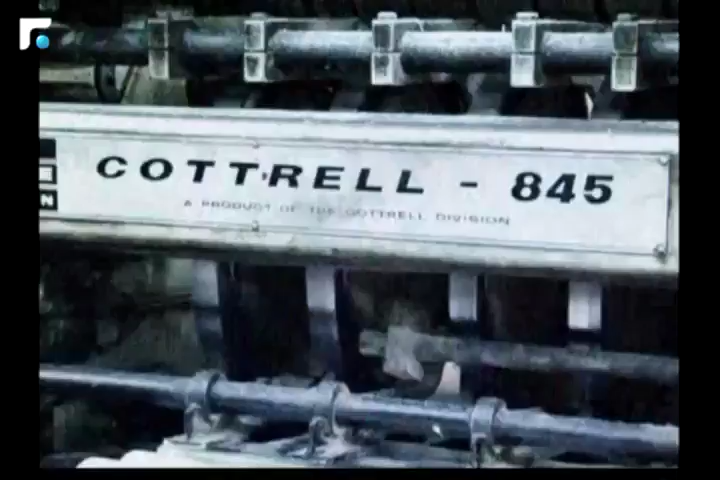 COTTRELL - 845
A PRODUCT OF THE COTTRELL DIVISION